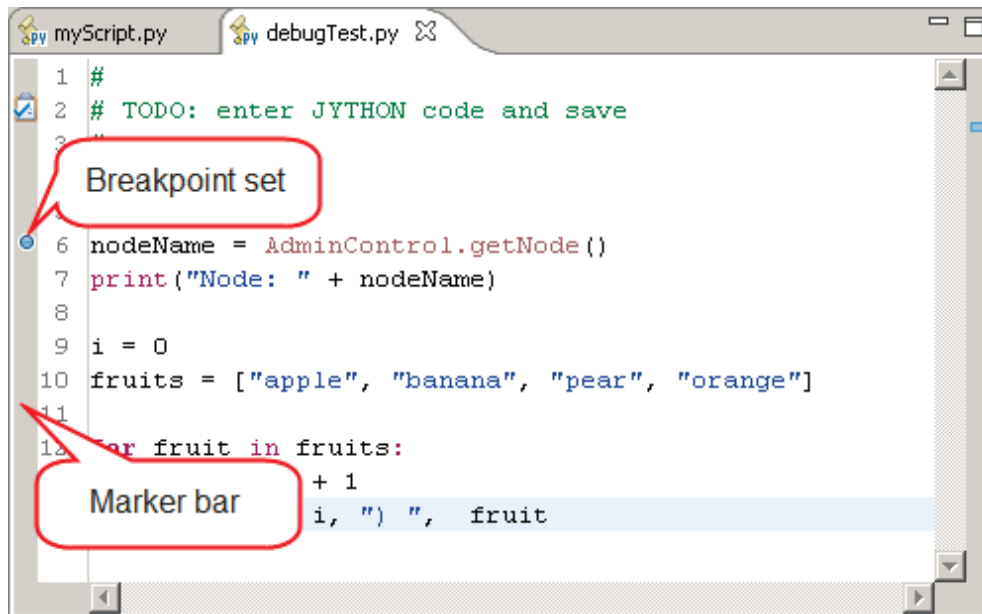 myScript.py debugTest.py
1 #
2 # TODO: enter JYTHON code and save
Breakpoint set
6 nodeName = AdminControl.getNode()
7 print("Node: " + nodeName)
8
9 i = 0
10 fruits = ["apple", "banana", "pear", "orange"]
11
12 for fruit in fruits:
+ 1
Marker bar
i, ") ", fruit